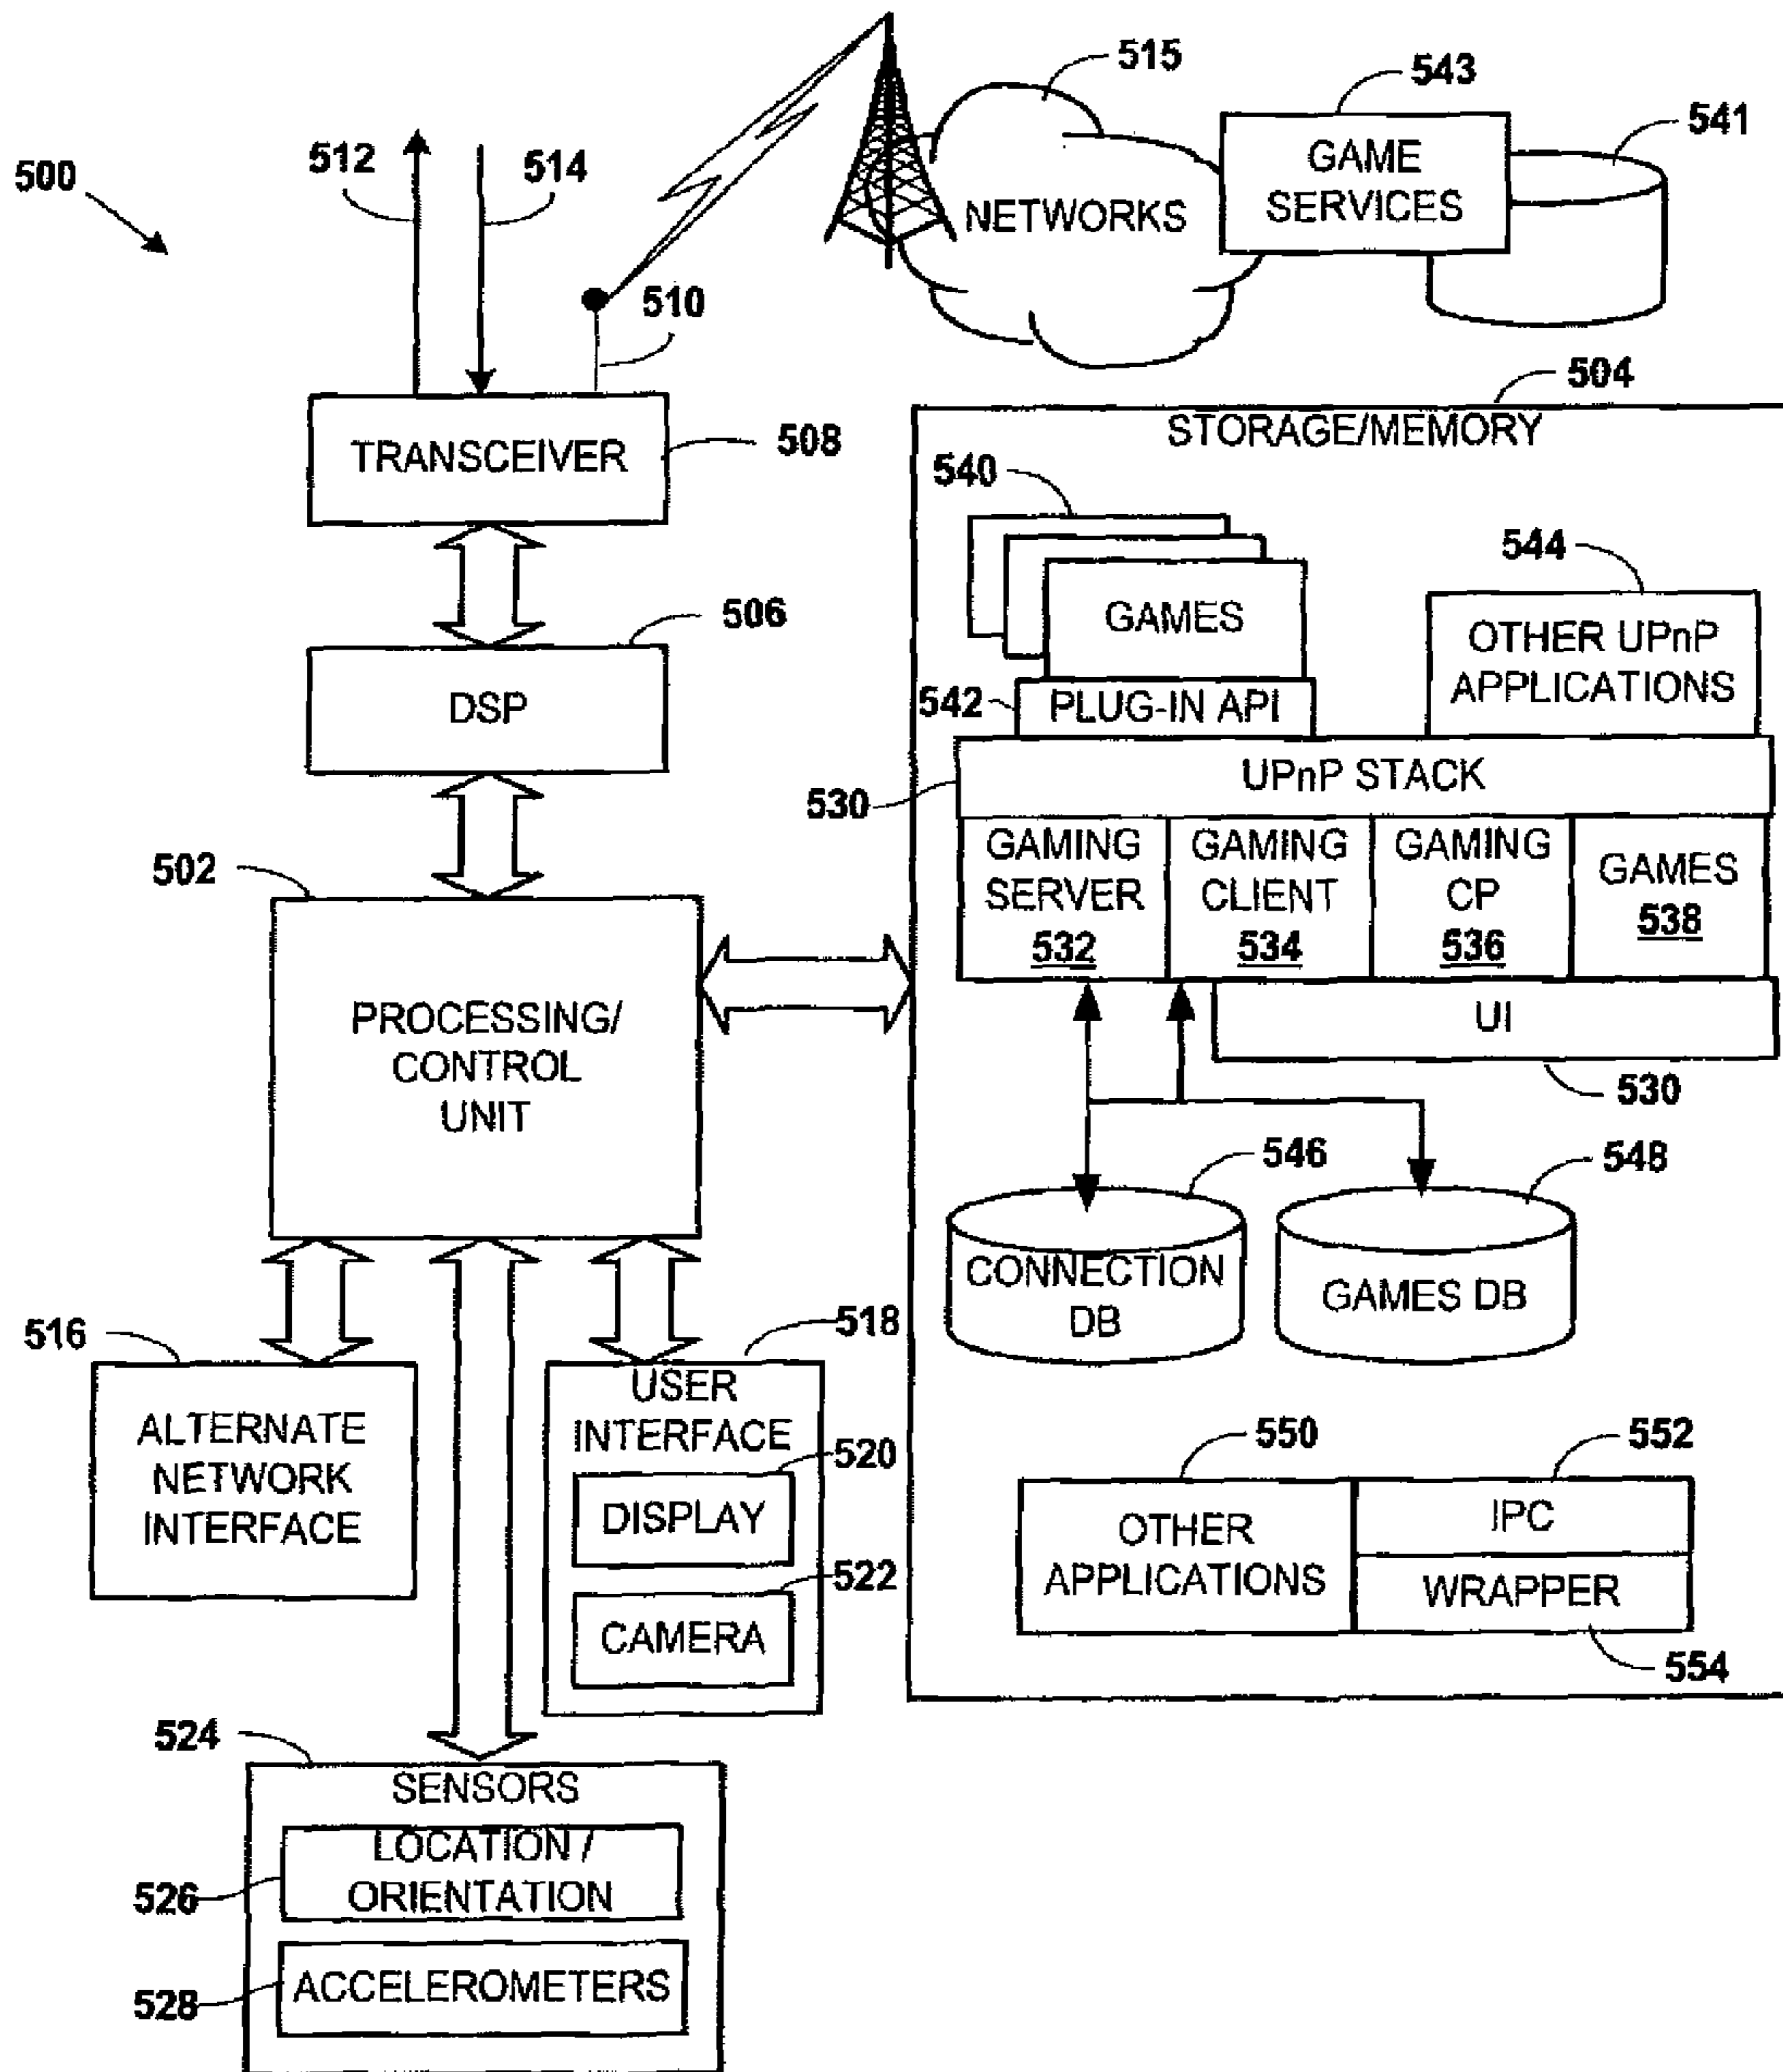 515
543
541
512
514
500
GAME
SERVICES
NETWORKS
510
504
STORAGE/MEMORY
TRANSCEIVER
508
540
544
506
GAMES
OTHER UPnP
APPLICATIONS
DSP
542
PLUG-IN API
UPnP STACK
530
502
GAMING
SERVER
532
GAMING
CLIENT
534
GAMING
CP
536
GAMES
538
PROCESSING/
CONTROL
UNIT
UI
530
546
548
CONNECTION
DB
GAMES DB
516
518
ALTERNATE
NETWORK
INTERFACE
USER
INTERFACE
520
DISPLAY
522
CAMERA
550
552
OTHER
APPLICATIONS
IPC
WRAPPER
554
524
SENSORS
LOCATION /
ORIENTATION
526
ACCELEROMETERS
528